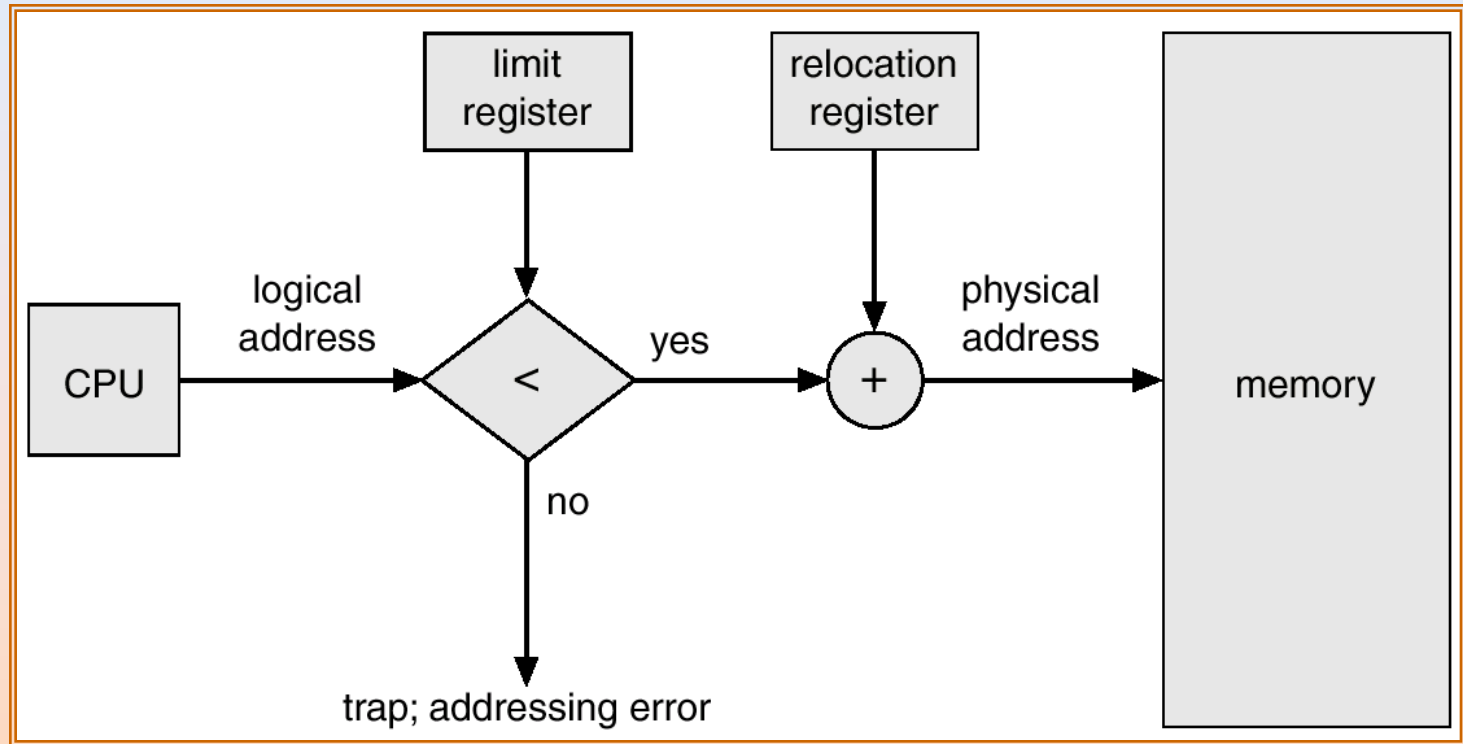 limit
register
relocation
register
logical
address
CPU
<
yes
+
physical
address
memory
no
trap; addressing error